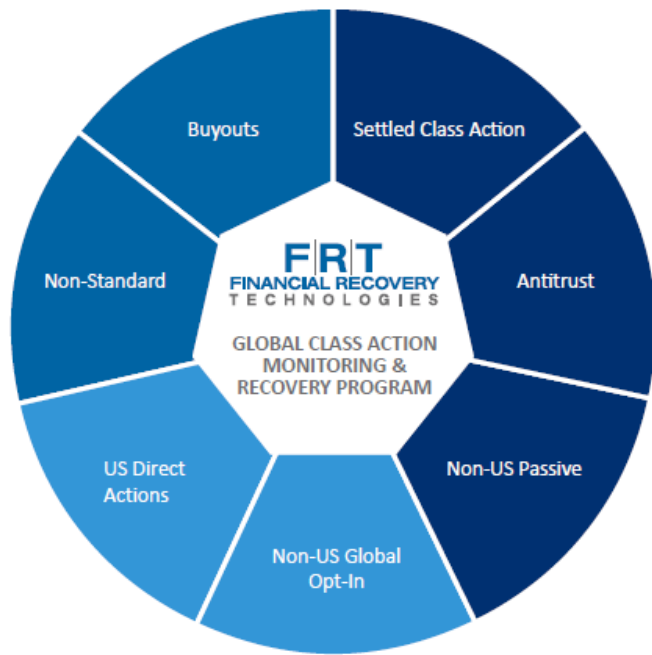 Buyouts
Settled Class Action
Non-Standard
Antitrust
F|R|T
FINANCIAL RECOVERY
TECHNOLOGIES
GLOBAL CLASS ACTION
MONITORING &
RECOVERY PROGRAM
US Direct
Actions
Non-US Passive
Non-US Global
Opt-In